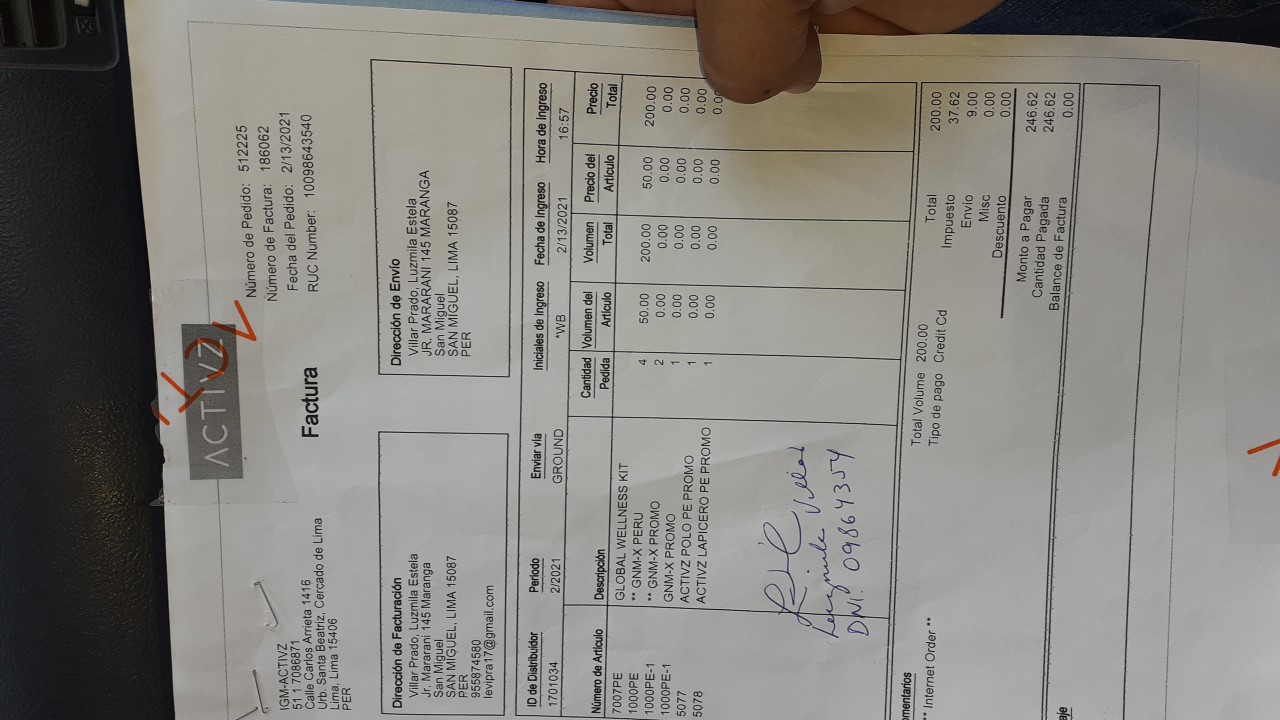 ACTIVZ
IGM-ACTIVZ
51 1 7086871
Calle Carlos Arrieta 1416
Urb. Santa Beatriz, Cercado de Lima
Lima, Lima 15406
PER
Factura
Número de Pedido: 512225
Número de Factura: 186062
Fecha del Pedido: 2/13/2021
RUC Number: 10098643540
Dirección de Facturación
Villar Prado, Luzmila Estela
Jr. Mararani 145 Maranga
San Miguel
SAN MIGUEL, LIMA 15087
PER
955874580
levipra17@gmail.com
Dirección de Envío
Villar Prado, Luzmila Estela
JR. MARARANI 145 MARANGA
San Miguel
SAN MIGUEL, LIMA 15087
PER
ID de Distribuidor Periodo Enviar via Iniciales de Ingreso Fecha de Ingreso Hora de Ingreso
1701034 2/2021 GROUND *WB 2/13/2021 16:57
Número de Artículo Descripción Cantidad Pedida Volumen del Artículo Volumen Total Precio del Artículo Precio Total
7007PE GLOBAL WELLNESS KIT
1000PE ** GNM-X PERU 4 50.00 200.00 50.00 200.00
1000PE-1 ** GNM-X PROMO 2 0.00 0.00 0.00 0.00
1000PE-1 GNM-X PROMO 1 0.00 0.00 0.00 0.00
5077 ACTIVZ POLO PE PROMO 1 0.00 0.00 0.00 0.00
5078 ACTIVZ LAPICERO PE PROMO 1 0.00 0.00 0.00 0.00
Luzmila Villar
DNI. 09864354
omentarios
** Internet Order **
Total Volume 200.00
Tipo de pago Credit Cd
Total 200.00
Impuesto 37.62
Envío 9.00
Misc 0.00
Descuento 0.00
Monto a Pagar 246.62
Cantidad Pagada 246.62
Balance de Factura 0.00
aje